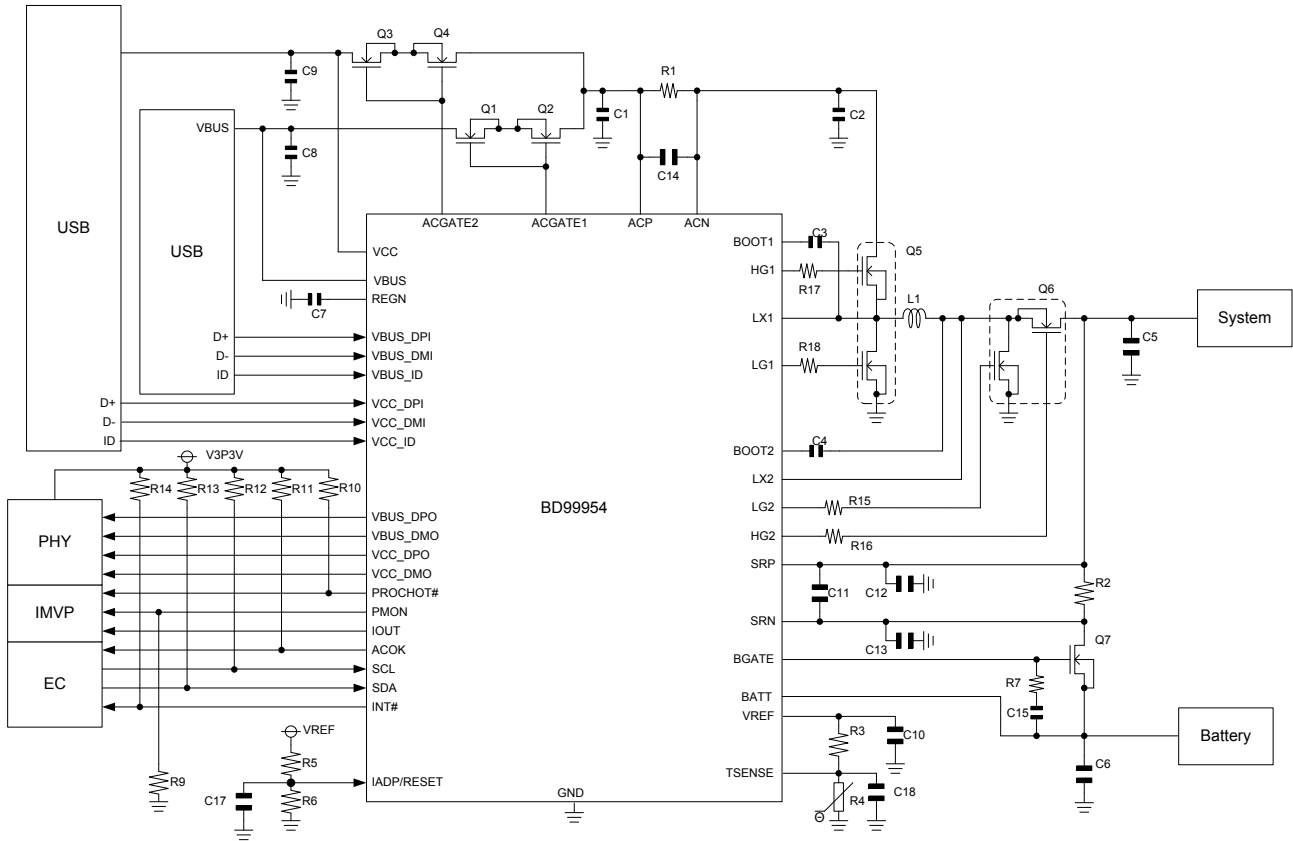 Q3
Q4
C9
R1
C1
C2
Q1
Q2
VBUS
C8
C14
USB
USB
ACGATE2
ACGATE1
ACP
ACN
VCC
BOOT1
C3
Q5
VBUS
HG1
R17
REGN
C7
L1
Q6
LX1
System
D+
VBUS_DPI
D-
VBUS_DMI
R18
C5
ID
VBUS_ID
LG1
D+
VCC_DPI
D-
VCC_DMI
ID
VCC_ID
BOOT2
C4
V3P3V
LX2
R14
R13
R12
R11
R10
BD99954
LG2
R15
PHY
VBUS_DPO
VBUS_DMO
HG2
R16
VCC_DPO
SRP
VCC_DMO
C11
C12
R2
PROCHOT#
IMVP
PMON
SRN
IOUT
C13
Q7
ACOK
BGATE
EC
SCL
R7
SDA
BATT
INT#
C15
VREF
VREF
R3
C10
Battery
R5
C6
R9
IADP/RESET
TSENSE
C17
R6
GND
R4
C18
Θ